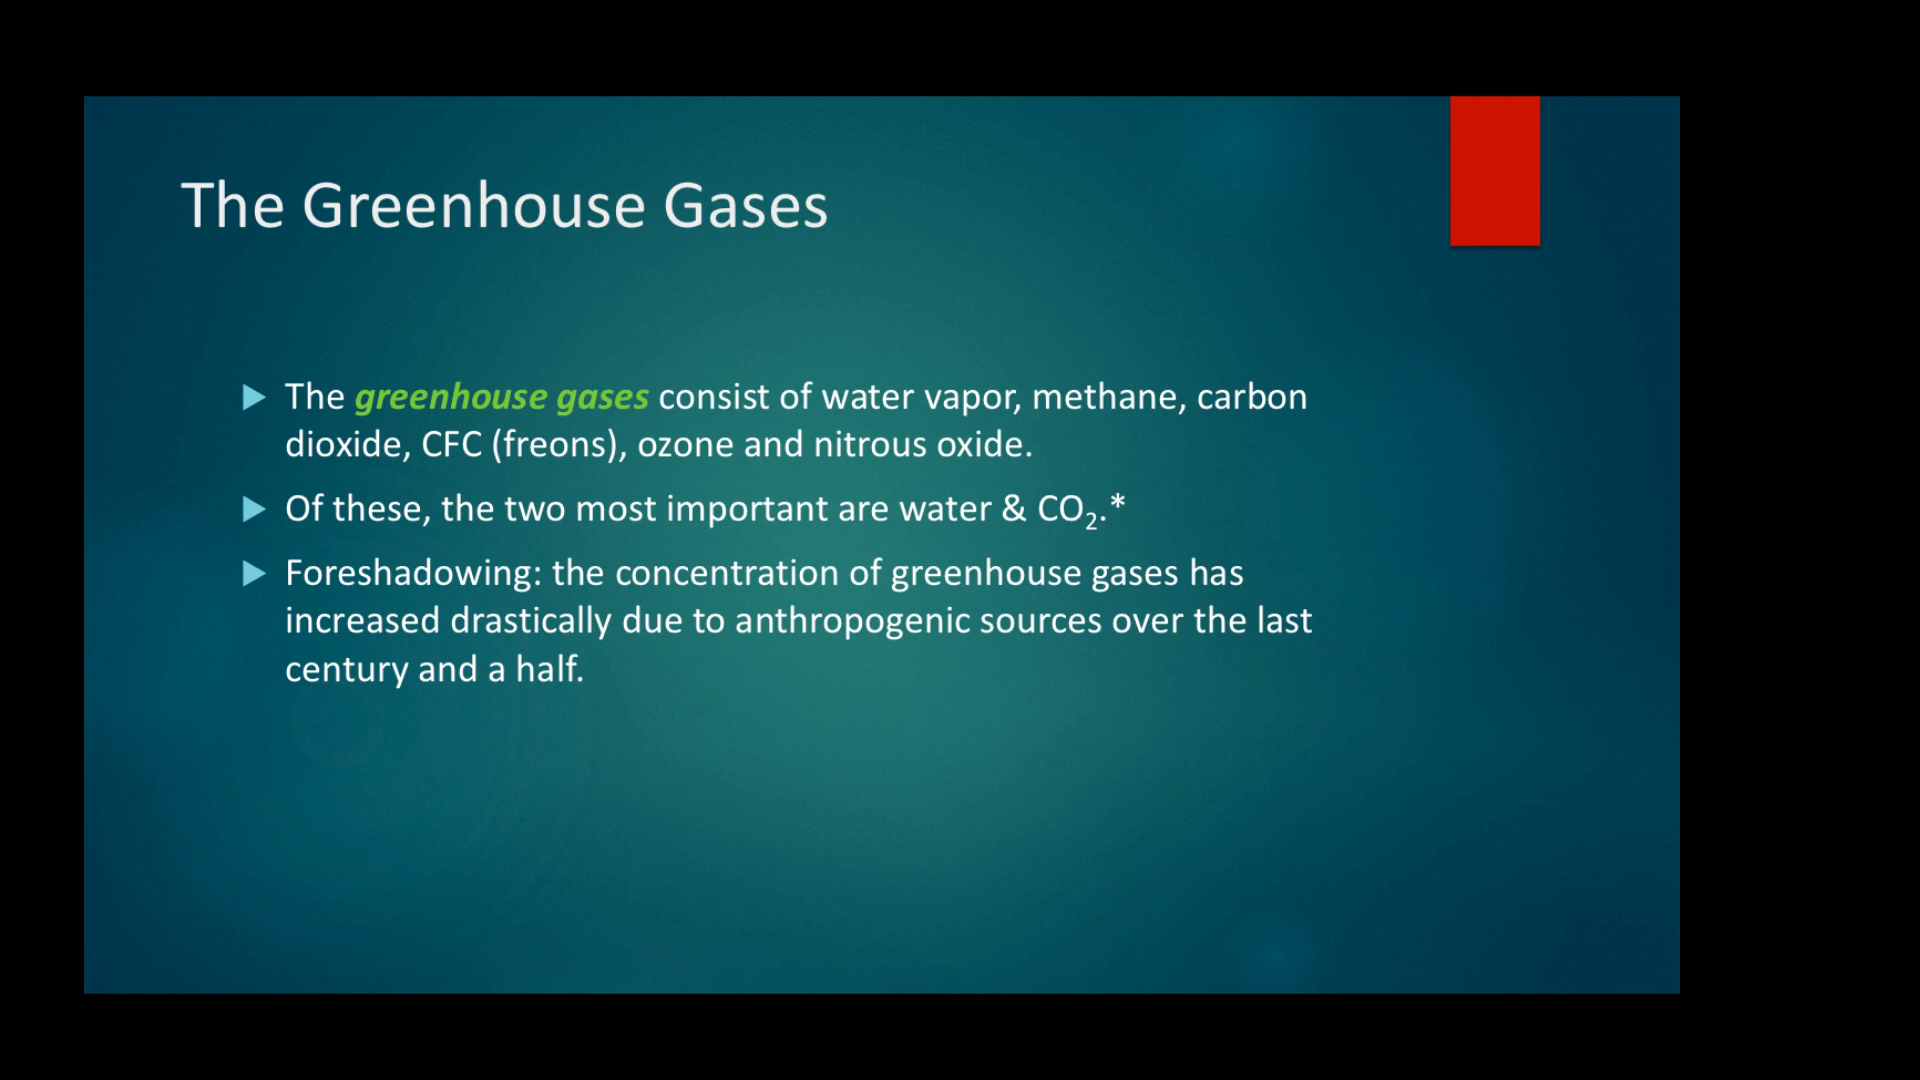 The Greenhouse Gases
The greenhouse gases consist of water vapor, methane, carbon
dioxide, CFC (freons), ozone and nitrous oxide.
Of these, the two most important are water & CO₂.*
Foreshadowing: the concentration of greenhouse gases has
increased drastically due to anthropogenic sources over the last
century and a half.